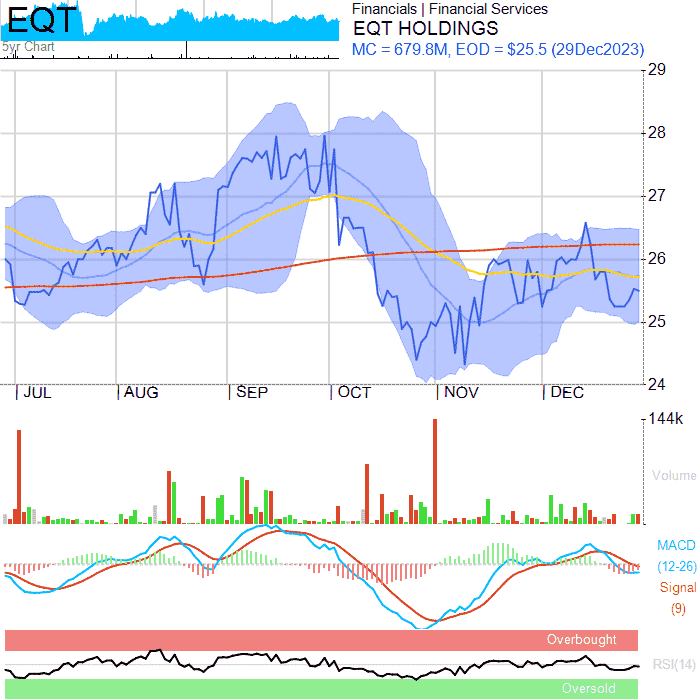 EQT
5yr Chart
Financials | Financial Services
EQT HOLDINGS
MC = 679.8M, EOD = $25.5 (29Dec2023)
29
28
27
26
25
24
JUL
AUG
SEP
OCT
NOV
DEC
144k
Volume
MACD
(12-26)
Signal
(9)
Overbought
RSI(14)
Oversold